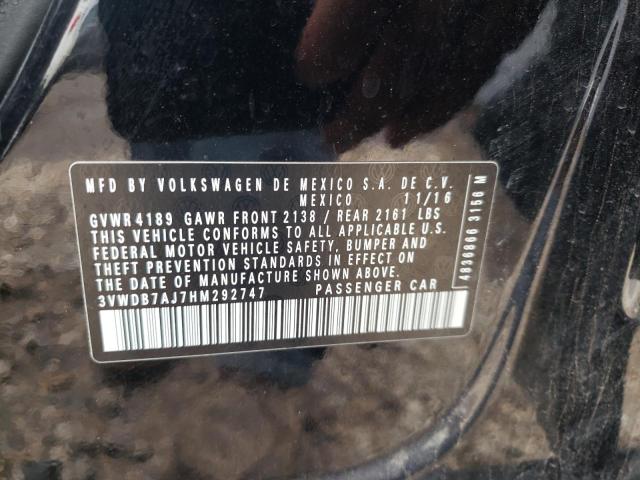 MFD BY VOLKSWAGEN DE MEXICO S.A. DE C.V.
MEXICO 11/16
GVWR 4189 GAWR FRONT 2138 / REAR 2161 LBS
THIS VEHICLE CONFORMS TO ALL APPLICABLE U.S.
FEDERAL MOTOR VEHICLE SAFETY, BUMPER AND
THEFT PREVENTION STANDARDS IN EFFECT ON
THE DATE OF MANUFACTURE SHOWN ABOVE.
3VWDB7AJ7HM292747 PASSENGER CAR
4836866 3158 M